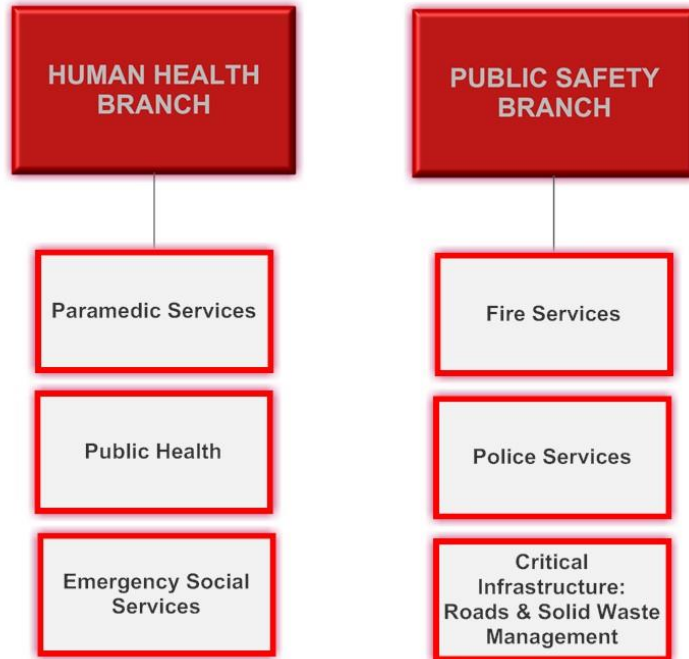 HUMAN HEALTH
BRANCH
Paramedic Services
Public Health
Emergency Social
Services
PUBLIC SAFETY
BRANCH
Fire Services
Police Services
Critical
Infrastructure:
Roads & Solid Waste
Management